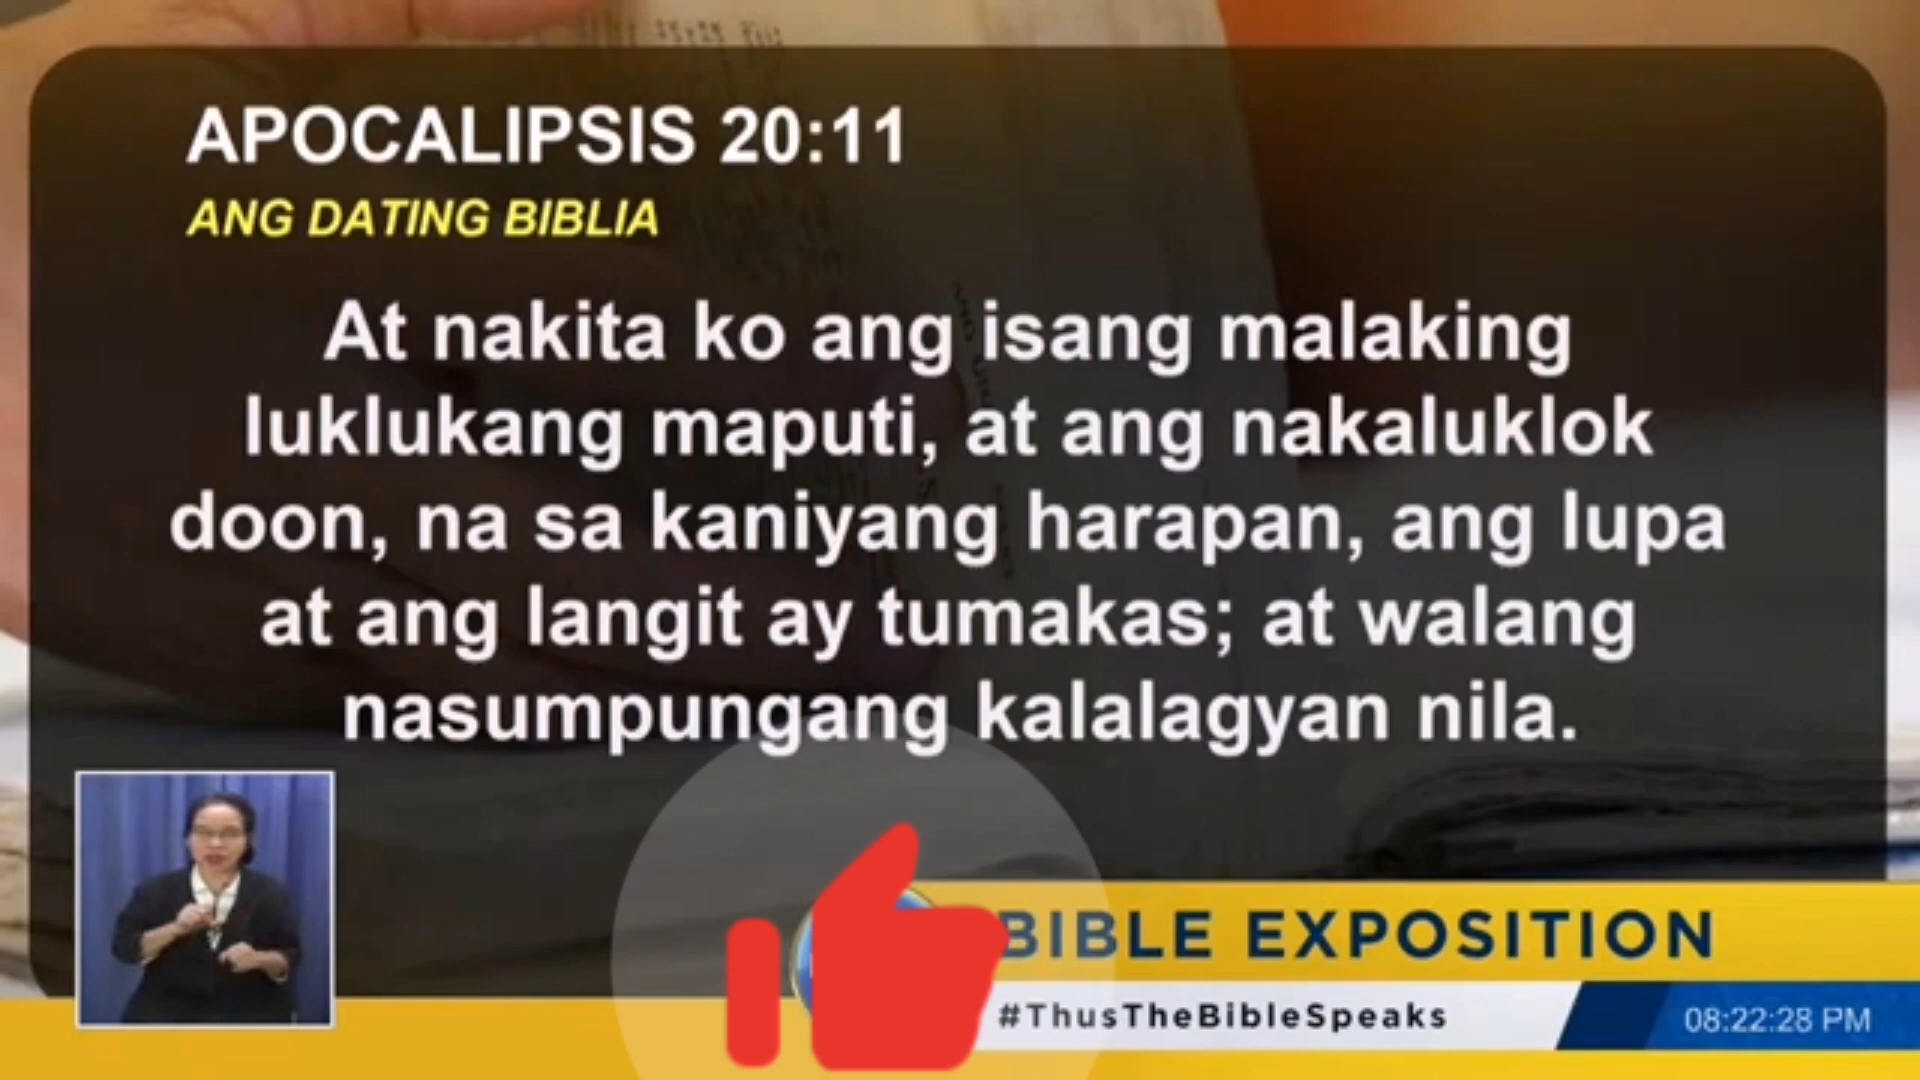 APOCALIPSIS 20:11
ANG DATING BIBLIA
At nakita ko ang isang malaking
luklukang maputi, at ang nakaluklok
doon, na sa kaniyang harapan, ang lupa
at ang langit ay tumakas; at walang
nasumpungang kalalagyan nila.
BIBLE EXPOSITION
#ThusTheBibleSpeaks
08:22:28 PM